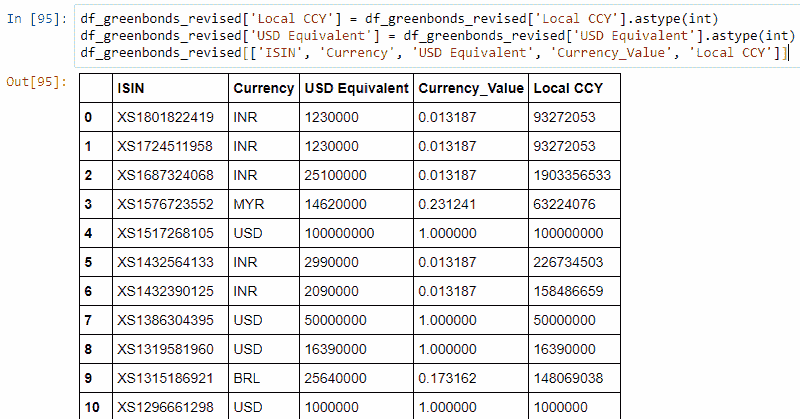 In [95]: df_greenbonds_revised['Local CCY'] = df_greenbonds_revised['Local CCY'].astype(int)
df_greenbonds_revised['USD Equivalent'] = df_greenbonds_revised['USD Equivalent'].astype(int)
df_greenbonds_revised[['ISIN', 'Currency', 'USD Equivalent', 'Currency_Value', 'Local CCY']]
Out[95]:
ISIN Currency USD Equivalent Currency_Value Local CCY
0 XS1801822419 INR 1230000 0.013187 93272053
1 XS1724511958 INR 1230000 0.013187 93272053
2 XS1687324068 INR 25100000 0.013187 1903356533
3 XS1576723552 MYR 14620000 0.231241 63224076
4 XS1517268105 USD 100000000 1.000000 100000000
5 XS1432564133 INR 2990000 0.013187 226734503
6 XS1432390125 INR 2090000 0.013187 158486659
7 XS1386304395 USD 50000000 1.000000 50000000
8 XS1319581960 USD 16390000 1.000000 16390000
9 XS1315186921 BRL 25640000 0.173162 148069038
10 XS1296661298 USD 1000000 1.000000 1000000